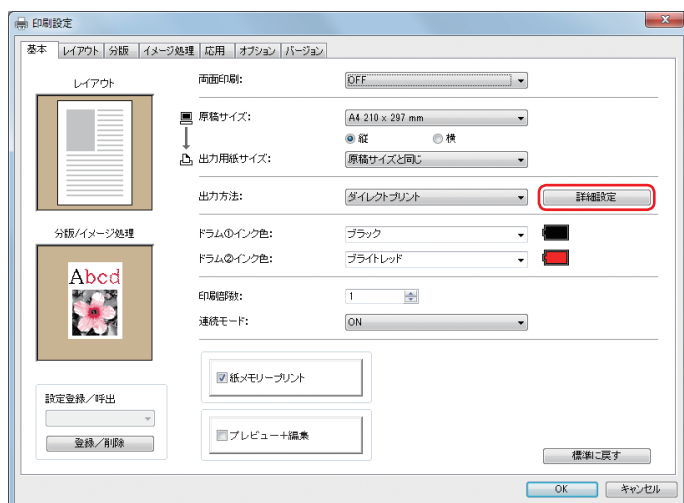 印刷設定
基本 レイアウト 分版 イメージ処理 応用 オプション バージョン
レイアウト
両面印刷: OFF
原稿サイズ: A4 210 x 297 mm
縦 横
出力用紙サイズ: 原稿サイズと同じ
出力方法: ダイレクトプリント 詳細設定
分版/イメージ処理
ドラム①インク色: ブラック
ドラム②インク色: ブライトレッド
Abcd
印刷部数: 1
連続モード: ON
紙メモリープリント
設定登録／呼出
登録／削除
プレビュー＋編集
標準に戻す
OK キャンセル